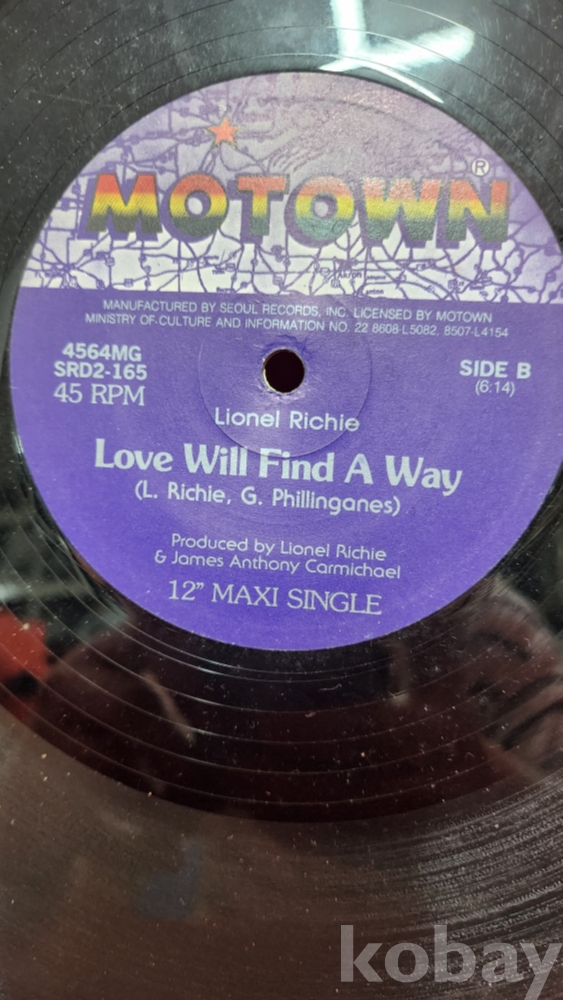 MOTOWN®
MANUFACTURED BY SEOUL RECORDS, INC. LICENSED BY MOTOWN
MINISTRY OF CULTURE AND INFORMATION NO. 22 8608-L5082, 8507-L4154
4564MG
SRD2-165
45 RPM
SIDE B
(6:14)
Lionel Richie
Love Will Find A Way
(L. Richie, G. Phillinganes)
Produced by Lionel Richie
& James Anthony Carmichael
12” MAXI SINGLE
kobay